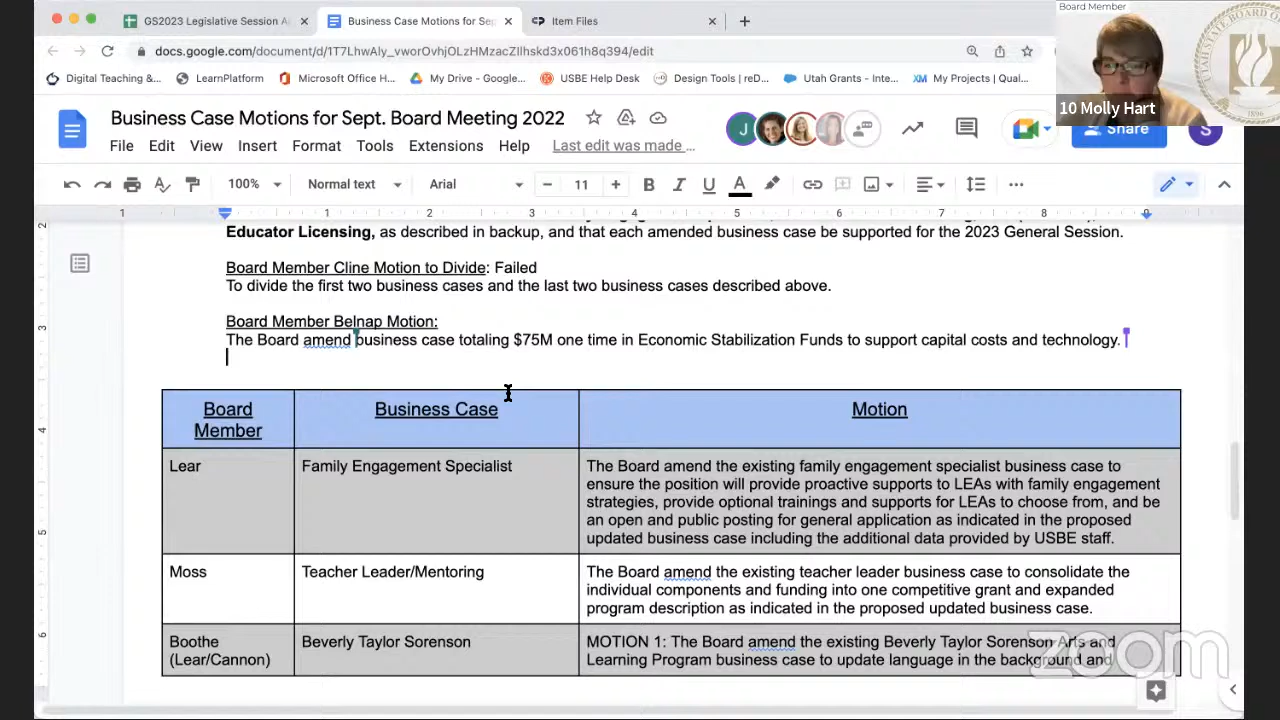 GS2023 Legislative Session A
Business Case Motions for Sep
Item Files
Board Member
docs.google.com/document/d/1T7LhwAly_vworOvhjOLzHMzacZIlhskd3x061h8q394/edit
Digital Teaching &...
LearnPlatform
Microsoft Office H...
My Drive - Google...
USBE Help Desk
Design Tools | reD...
Utah Grants - Inte...
My Projects | Qual...
10 Molly Hart
Business Case Motions for Sept. Board Meeting 2022
Share
File Edit View Insert Format Tools Extensions Help Last edit was made ...
100% Normal text Arial 11
Educator Licensing, as described in backup, and that each amended business case be supported for the 2023 General Session.
Board Member Cline Motion to Divide: Failed
To divide the first two business cases and the last two business cases described above.
Board Member Belnap Motion:
The Board amend business case totaling $75M one time in Economic Stabilization Funds to support capital costs and technology.
Board Member
Business Case
Motion
Lear
Family Engagement Specialist
The Board amend the existing family engagement specialist business case to
ensure the position will provide proactive supports to LEAs with family engagement
strategies, provide optional trainings and supports for LEAs to choose from, and be
an open and public posting for general application as indicated in the proposed
updated business case including the additional data provided by USBE staff.
Moss
Teacher Leader/Mentoring
The Board amend the existing teacher leader business case to consolidate the
individual components and funding into one competitive grant and expanded
program description as indicated in the proposed updated business case.
Boothe
(Lear/Cannon)
Beverly Taylor Sorenson
MOTION 1: The Board amend the existing Beverly Taylor Sorenson Arts and
Learning Program business case to update language in the background and
zoom